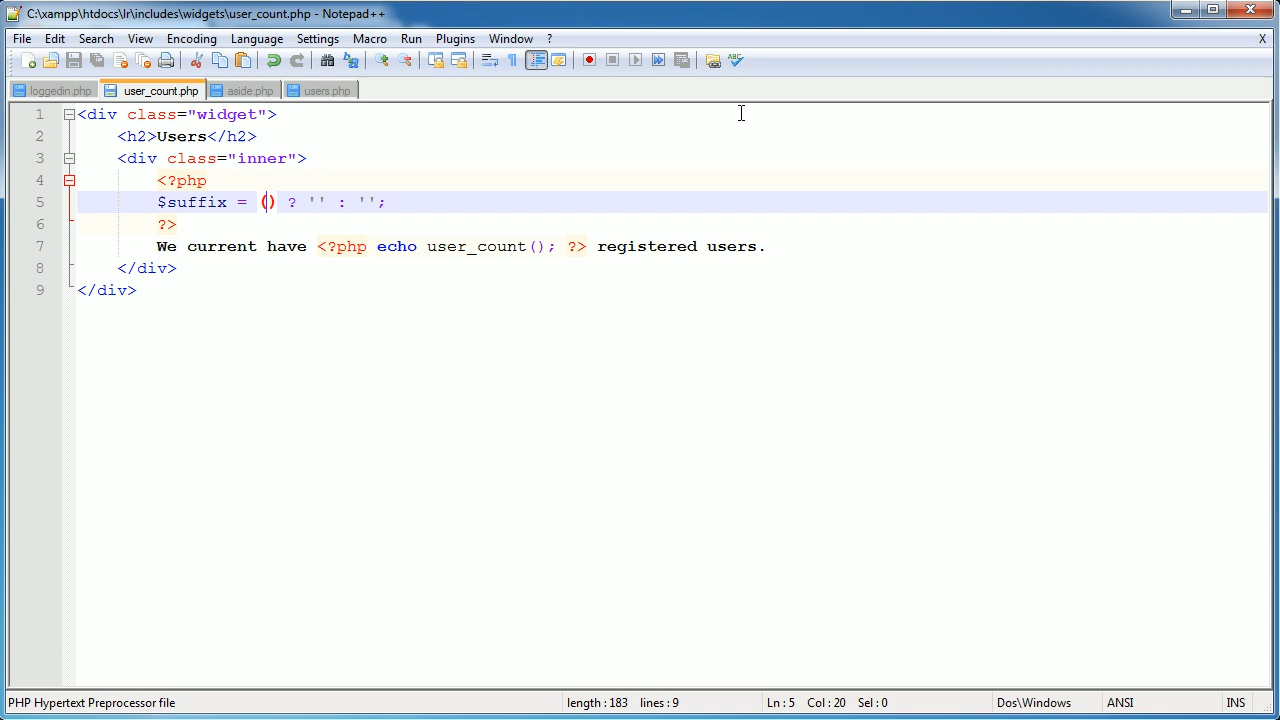 C:\xampp\htdocs\lr\includes\widgets\user_count.php - Notepad++
File Edit Search View Encoding Language Settings Macro Run Plugins Window ? X
loggedin.php user_count.php aside.php users.php
1 <div class="widget">
2 <h2>Users</h2>
3 <div class="inner">
4 <?php
5 $suffix = () ? '' : '';
6 ?>
7 We current have <?php echo user_count(); ?> registered users.
8 </div>
9 </div>
PHP Hypertext Preprocessor file length : 183 lines : 9 Ln : 5 Col : 20 Sel : 0 Dos\Windows ANSI INS